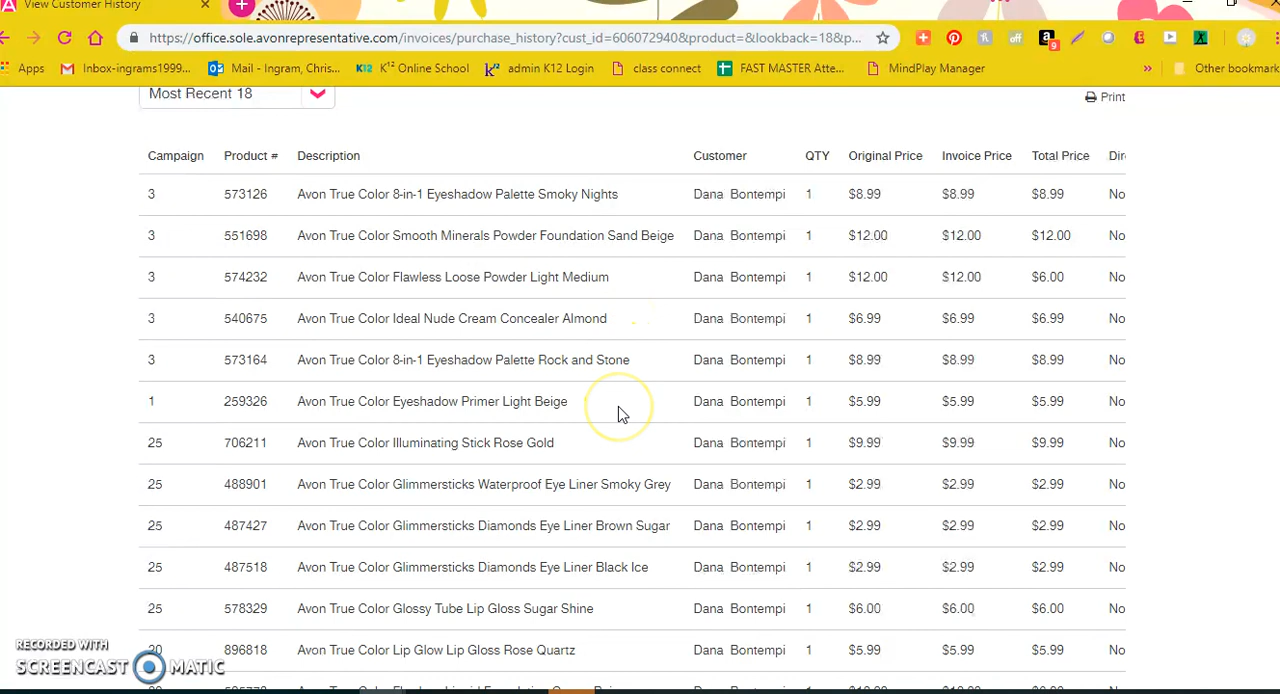 View Customer History
https://office.sole.avonrepresentative.com/invoices/purchase_history?cust_id=606072940&product=&lookback=18&p...
off
9
Apps Inbox-ingrams1999... Mail - Ingram, Chris... K12 K¹² Online School admin K12 Login class connect FAST MASTER Atte... MindPlay Manager » Other bookmark
Most Recent 18
Print
Campaign Product # Description Customer QTY Original Price Invoice Price Total Price Dir
3 573126 Avon True Color 8-in-1 Eyeshadow Palette Smoky Nights Dana Bontempi 1 $8.99 $8.99 $8.99 No
3 551698 Avon True Color Smooth Minerals Powder Foundation Sand Beige Dana Bontempi 1 $12.00 $12.00 $12.00 No
3 574232 Avon True Color Flawless Loose Powder Light Medium Dana Bontempi 1 $12.00 $12.00 $6.00 No
3 540675 Avon True Color Ideal Nude Cream Concealer Almond Dana Bontempi 1 $6.99 $6.99 $6.99 No
3 573164 Avon True Color 8-in-1 Eyeshadow Palette Rock and Stone Dana Bontempi 1 $8.99 $8.99 $8.99 No
1 259326 Avon True Color Eyeshadow Primer Light Beige Dana Bontempi 1 $5.99 $5.99 $5.99 No
25 706211 Avon True Color Illuminating Stick Rose Gold Dana Bontempi 1 $9.99 $9.99 $9.99 No
25 488901 Avon True Color Glimmersticks Waterproof Eye Liner Smoky Grey Dana Bontempi 1 $2.99 $2.99 $2.99 No
25 487427 Avon True Color Glimmersticks Diamonds Eye Liner Brown Sugar Dana Bontempi 1 $2.99 $2.99 $2.99 No
25 487518 Avon True Color Glimmersticks Diamonds Eye Liner Black Ice Dana Bontempi 1 $2.99 $2.99 $2.99 No
25 578329 Avon True Color Glossy Tube Lip Gloss Sugar Shine Dana Bontempi 1 $6.00 $6.00 $6.00 No
20 896818 Avon True Color Lip Glow Lip Gloss Rose Quartz Dana Bontempi 1 $5.99 $5.99 $5.99 No
Avon True Color
RECORDED WITH
SCREENCAST MATIC